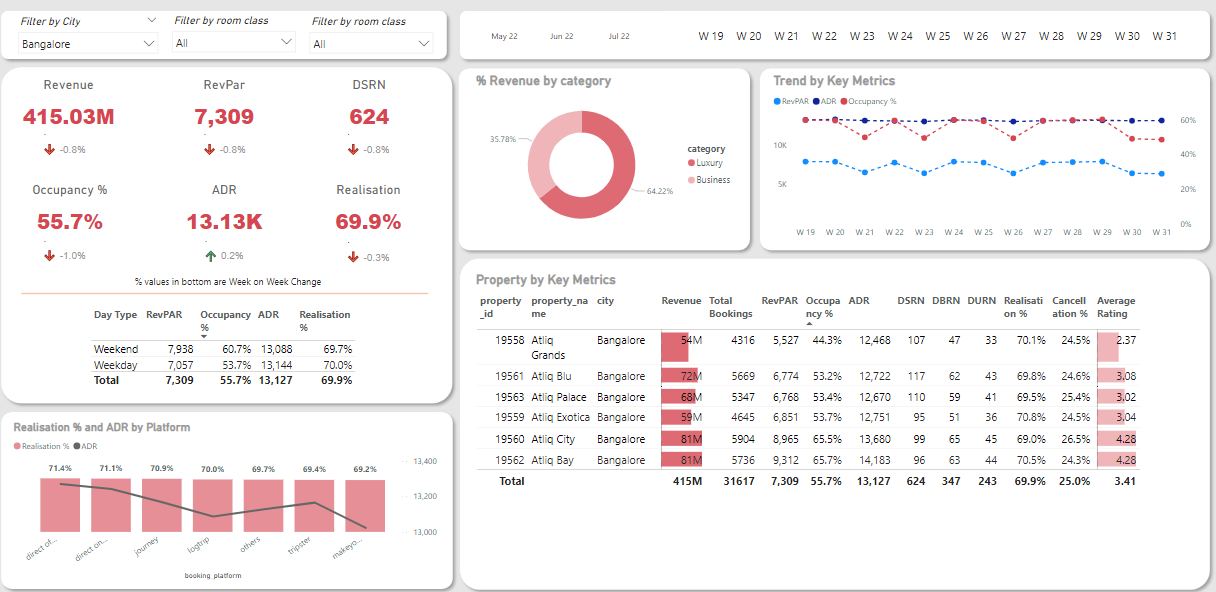 Filter by City
Bangalore
Filter by room class
All
Filter by room class
All
May 22 Jun 22 Jul 22
W 19 W 20 W 21 W 22 W 23 W 24 W 25 W 26 W 27 W 28 W 29 W 30 W 31
Revenue RevPar DSRN
415.03M 7,309 624
-0.8% -0.8% -0.8%
Occupancy % ADR Realisation
55.7% 13.13K 69.9%
-1.0% 0.2% -0.3%
% values in bottom are Week on Week Change
Day Type RevPAR Occupancy ADR Realisation
% %
Weekend 7,938 60.7% 13,088 69.7%
Weekday 7,057 53.7% 13,144 70.0%
Total 7,309 55.7% 13,127 69.9%
Realisation % and ADR by Platform
Realisation % ADR
71.4% 71.1% 70.9% 70.0% 69.7% 69.4% 69.2%
13,400
13,200
13,000
direct of... direct on... journey logtrip others tripster makeyo...
booking_platform
% Revenue by category
35.78%
64.22%
category
Luxury
Business
Trend by Key Metrics
RevPAR ADR Occupancy %
10K
5K
60%
40%
20%
0%
W 19 W 20 W 21 W 22 W 23 W 24 W 25 W 26 W 27 W 28 W 29 W 30 W 31
Property by Key Metrics
property property_na city Revenue Total RevPAR Occupa ADR DSRN DBRN DURN Realisati Cancell Average
_id me Bookings ncy % on % ation % Rating
19558 Atliq Bangalore 54M 4316 5,527 44.3% 12,468 107 47 33 70.1% 24.5% 2.37
Grands
19561 Atliq Blu Bangalore 72M 5669 6,774 53.2% 12,722 117 62 43 69.8% 24.6% 3.08
19563 Atliq Palace Bangalore 68M 5347 6,768 53.4% 12,670 110 59 41 69.5% 25.4% 3.02
19559 Atliq Exotica Bangalore 59M 4645 6,851 53.7% 12,751 95 51 36 70.8% 24.5% 3.04
19560 Atliq City Bangalore 81M 5904 8,965 65.5% 13,680 99 65 45 69.0% 26.5% 4.28
19562 Atliq Bay Bangalore 81M 5736 9,312 65.7% 14,183 96 63 44 70.5% 24.3% 4.28
Total 415M 31617 7,309 55.7% 13,127 624 347 243 69.9% 25.0% 3.41